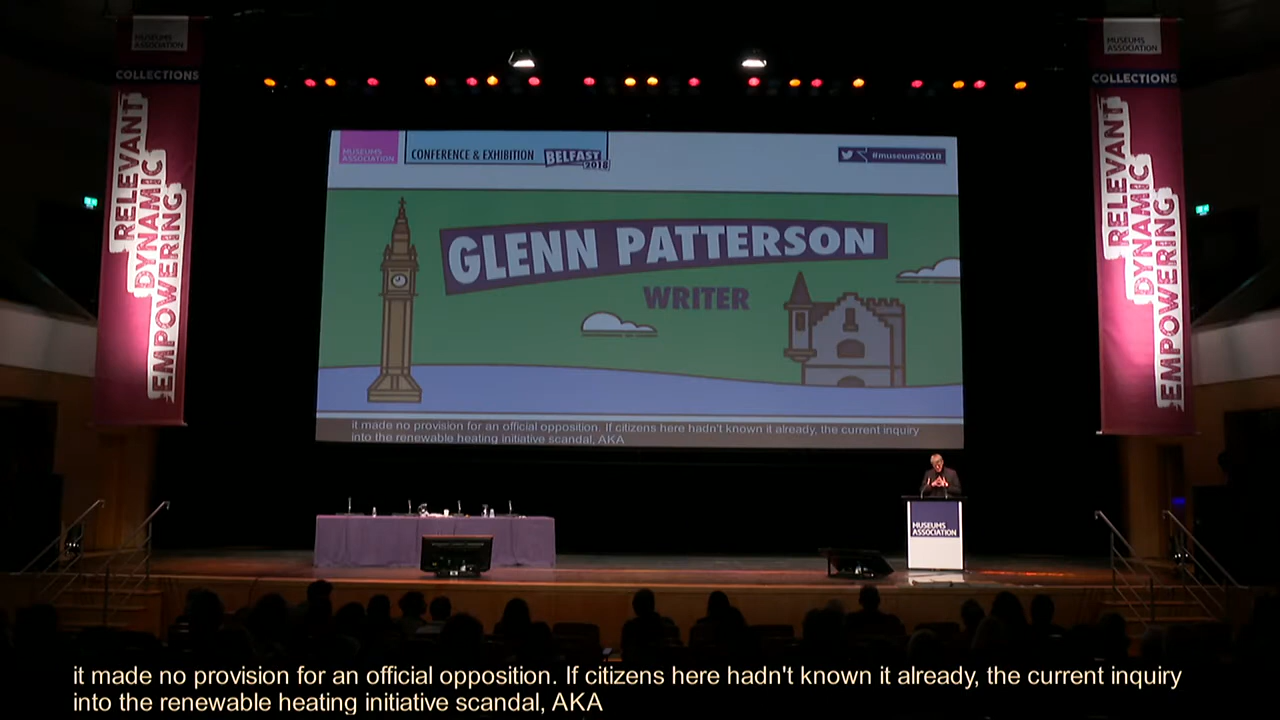 MUSEUMS
ASSOCIATION
COLLECTIONS
RELEVANT
DYNAMIC
EMPOWERING
MUSEUMS
ASSOCIATION
CONFERENCE & EXHIBITION
BELFAST
2018
#museums2018
GLENN PATTERSON
WRITER
it made no provision for an official opposition. If citizens here hadn't known it already, the current inquiry
into the renewable heating initiative scandal, AKA
MUSEUMS
ASSOCIATION
COLLECTIONS
RELEVANT
DYNAMIC
EMPOWERING
MUSEUMS
ASSOCIATION
it made no provision for an official opposition. If citizens here hadn't known it already, the current inquiry
into the renewable heating initiative scandal, AKA